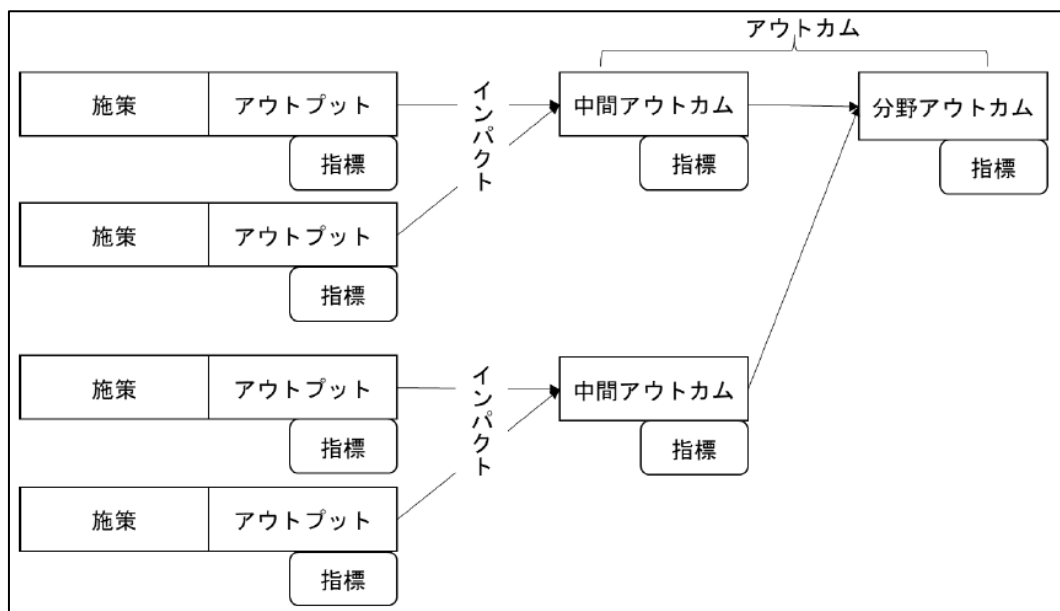 アウトカム
施策 アウトプット
インパクト
中間アウトカム
分野アウトカム
指標
指標
指標
施策 アウトプット
指標
施策 アウトプット
インパクト
中間アウトカム
指標
指標
施策 アウトプット
指標